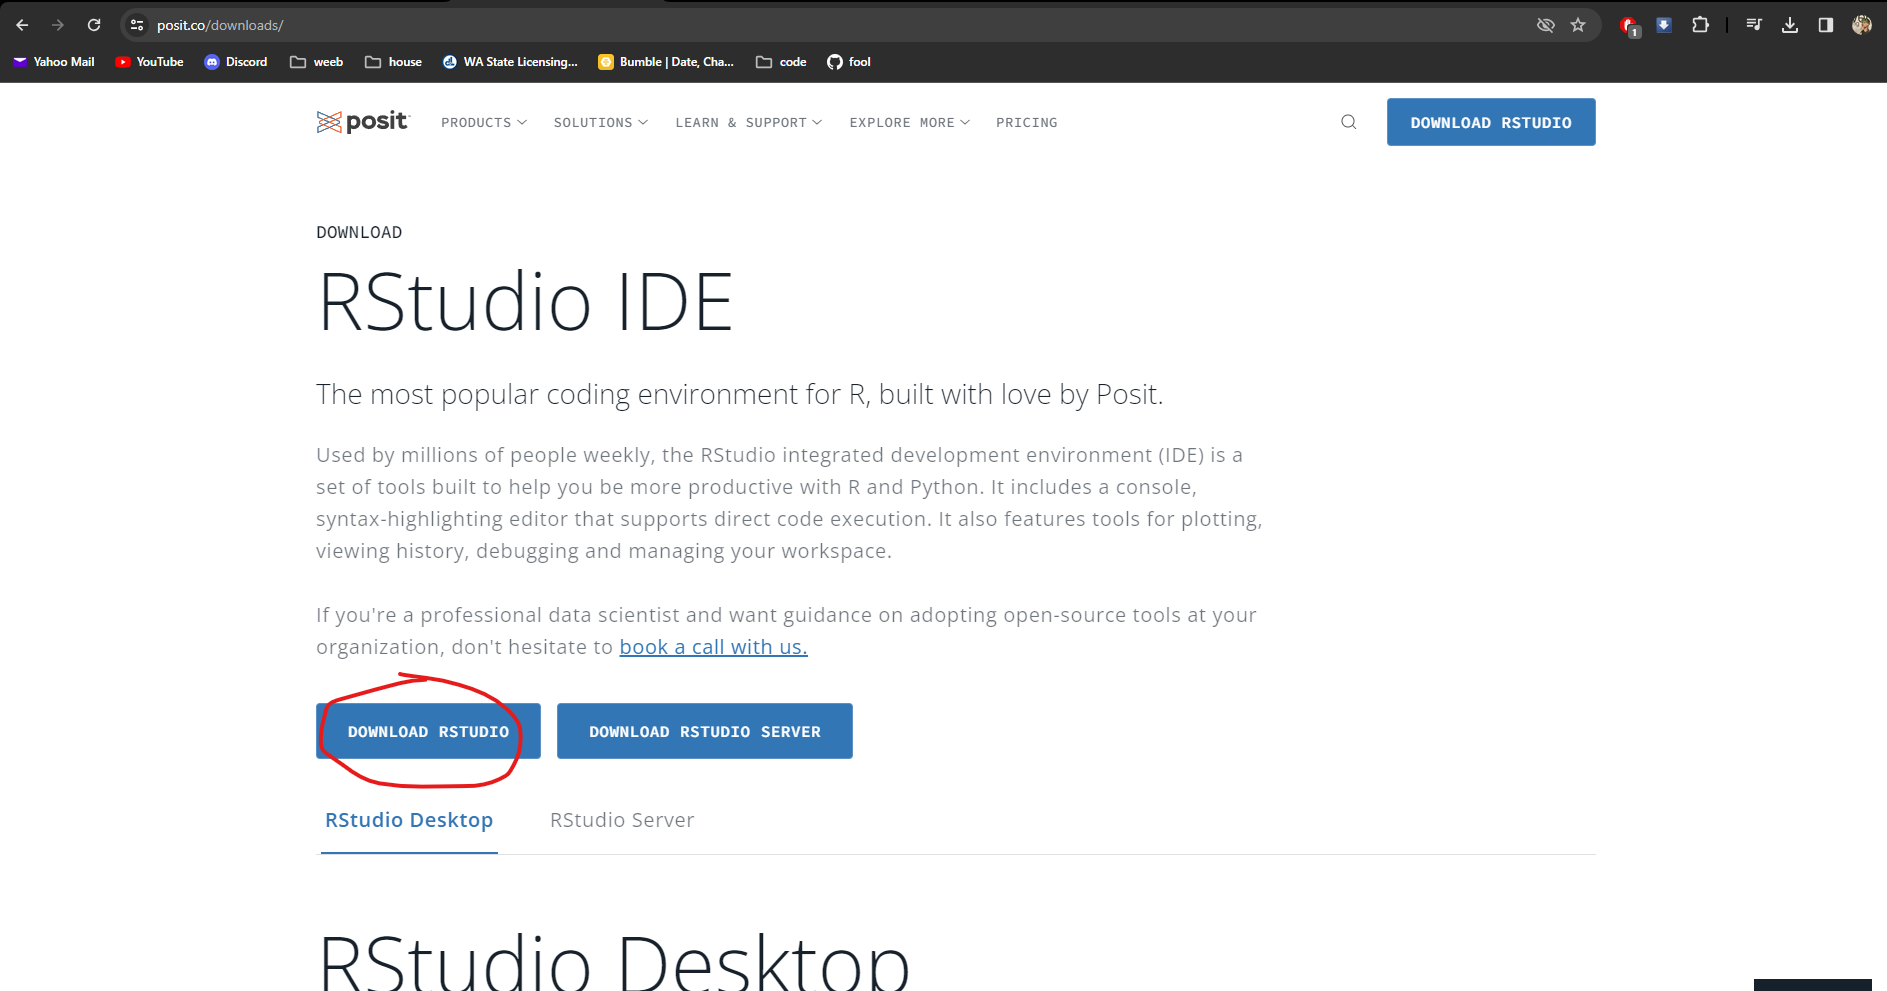 posit.co/downloads/
1
Yahoo Mail YouTube Discord weeb house WA State Licensing... Bumble | Date, Cha... code fool
posit PRODUCTS SOLUTIONS LEARN & SUPPORT EXPLORE MORE PRICING DOWNLOAD RSTUDIO
DOWNLOAD
RStudio IDE
The most popular coding environment for R, built with love by Posit.
Used by millions of people weekly, the RStudio integrated development environment (IDE) is a
set of tools built to help you be more productive with R and Python. It includes a console,
syntax-highlighting editor that supports direct code execution. It also features tools for plotting,
viewing history, debugging and managing your workspace.
If you're a professional data scientist and want guidance on adopting open-source tools at your
organization, don't hesitate to book a call with us.
DOWNLOAD RSTUDIO DOWNLOAD RSTUDIO SERVER
RStudio Desktop RStudio Server
RStudio Desktop